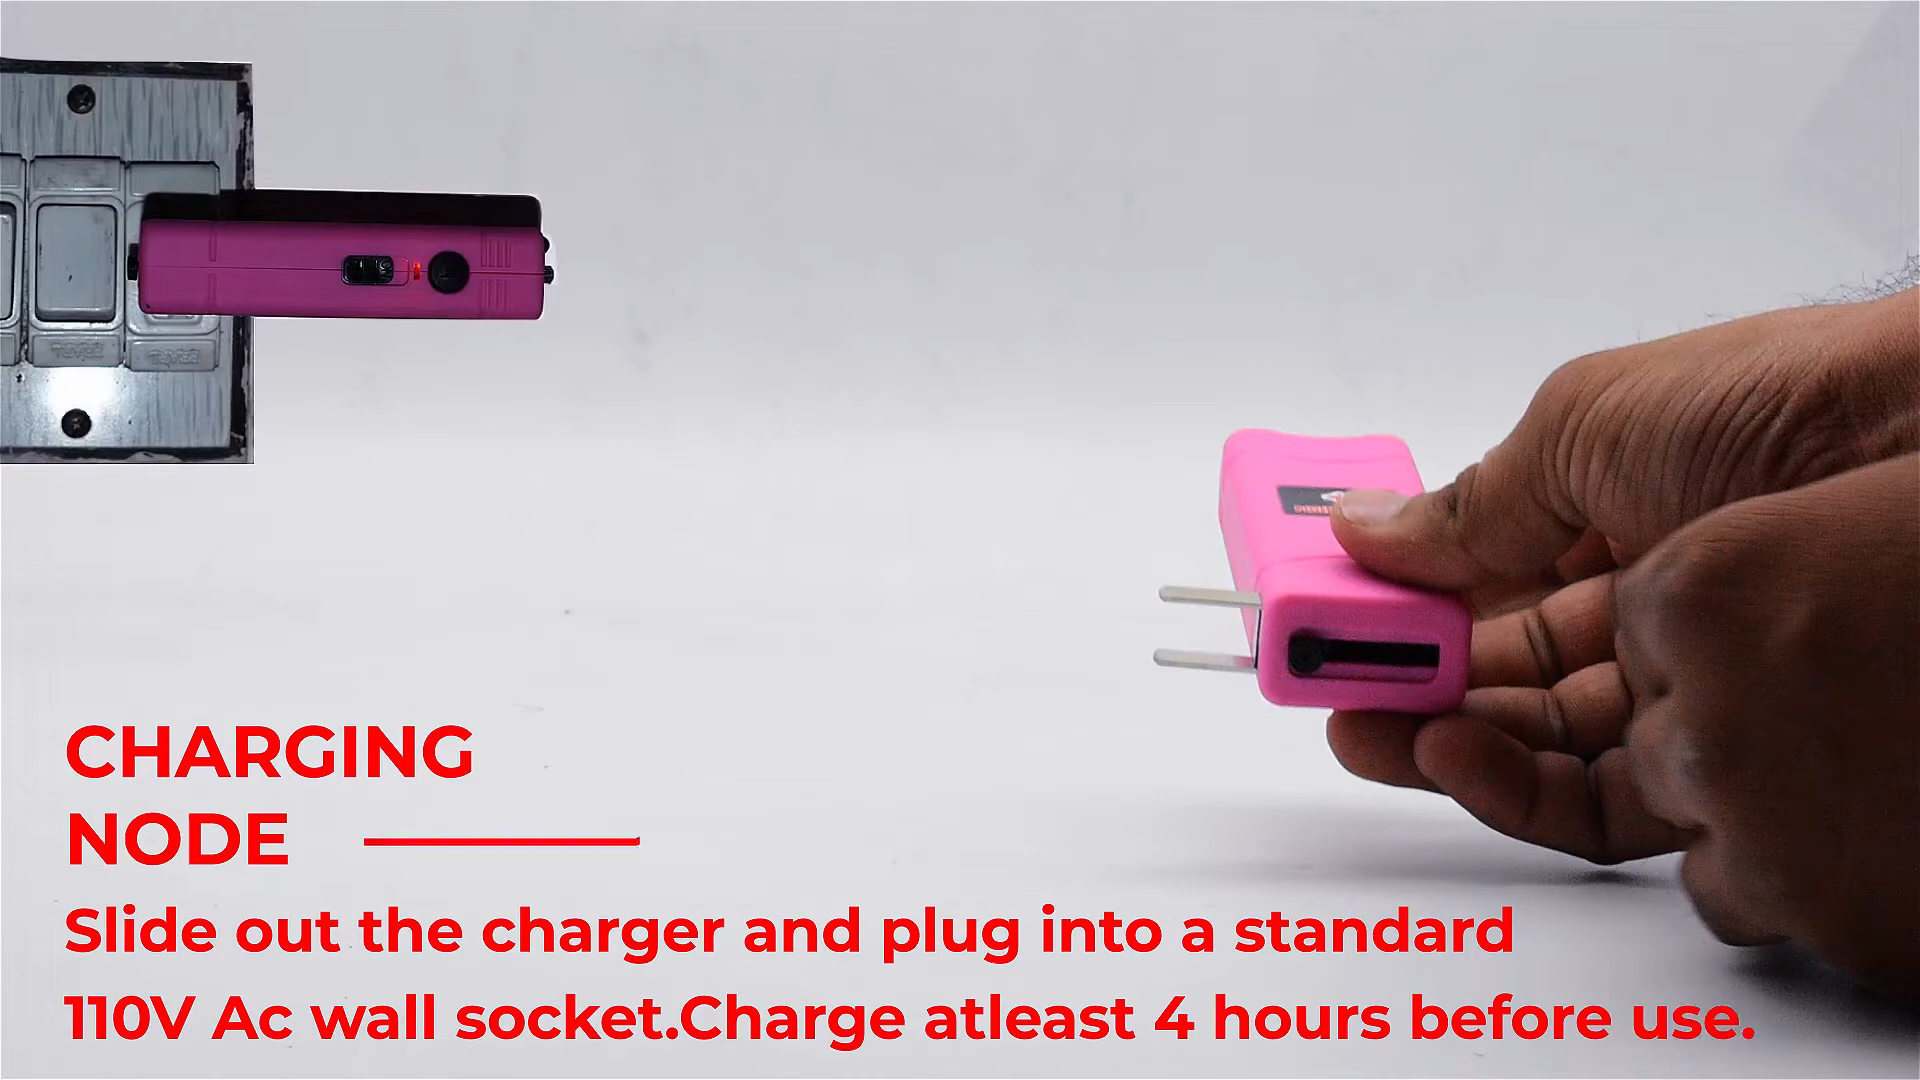 CHARGING
NODE
Slide out the charger and plug into a standard
110V Ac wall socket.Charge atleast 4 hours before use.